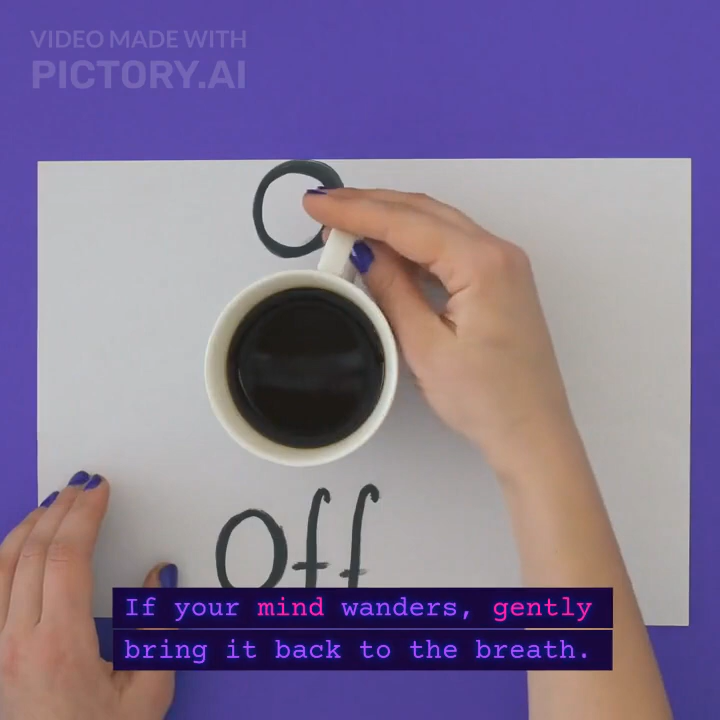 VIDEO MADE WITH
PICTORY.AI
Off
If your mind wanders, gently
bring it back to the breath.